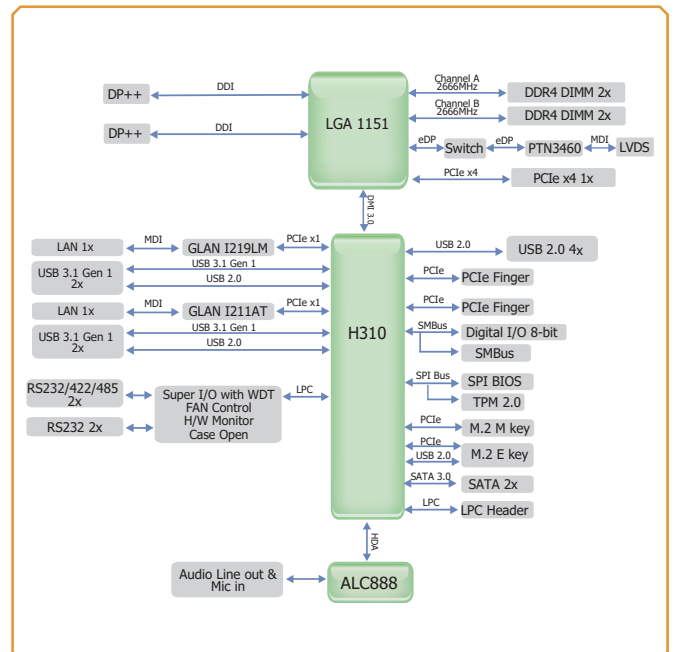 DP++
DDI
DP++
DDI
LGA 1151
Channel A
2666MHz
DDR4 DIMM 2x
Channel B
2666MHz
DDR4 DIMM 2x
eDP
Switch
eDP
PTN3460
MDI
LVDS
PCIe x4
PCIe x4 1x
DMI 3.0
LAN 1x
MDI
GLAN I219LM
PCIe x1
USB 3.1 Gen 1
2x
USB 3.1 Gen 1
USB 2.0
LAN 1x
MDI
GLAN I211AT
PCIe x1
USB 3.1 Gen 1
2x
USB 3.1 Gen 1
USB 2.0
RS232/422/485
2x
RS232 2x
Super I/O with WDT
FAN Control
H/W Monitor
Case Open
LPC
H310
USB 2.0
USB 2.0 4x
PCIe
PCIe Finger
PCIe
PCIe Finger
SMBus
Digital I/O 8-bit
SMBus
SPI Bus
SPI BIOS
TPM 2.0
PCIe
M.2 M key
PCIe
USB 2.0
M.2 E key
SATA 3.0
SATA 2x
LPC
LPC Header
HDA
Audio Line out &
Mic in
ALC888